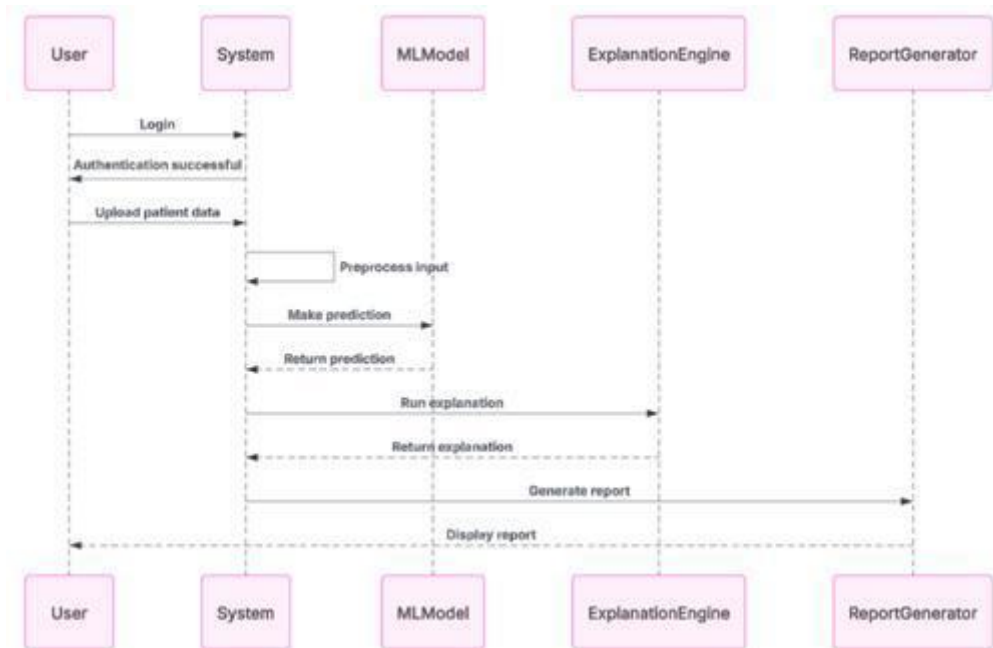 User System MLModel ExplanationEngine ReportGenerator
Login
Authentication successful
Upload patient data
Preprocess input
Make prediction
Return prediction
Run explanation
Return explanation
Generate report
Display report
User System MLModel ExplanationEngine ReportGenerator